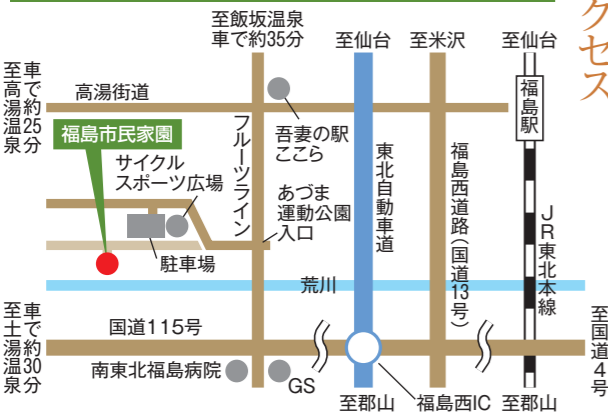 クセス
至飯坂温泉
車で約35分
至仙台
至米沢
至仙台
車で約25分
至高湯温泉
高湯街道
福島駅
福島市民家園
サイクル
スポーツ広場
フルーツライン
吾妻の駅
ここら
あづま
運動公園
入口
東北自動車道
福島西道路(国道13号)
JR東北本線
駐車場
荒川
車で約30分
至土湯温泉
国道115号
至国道4号
南東北福島病院
GS
至郡山
福島西IC
至郡山